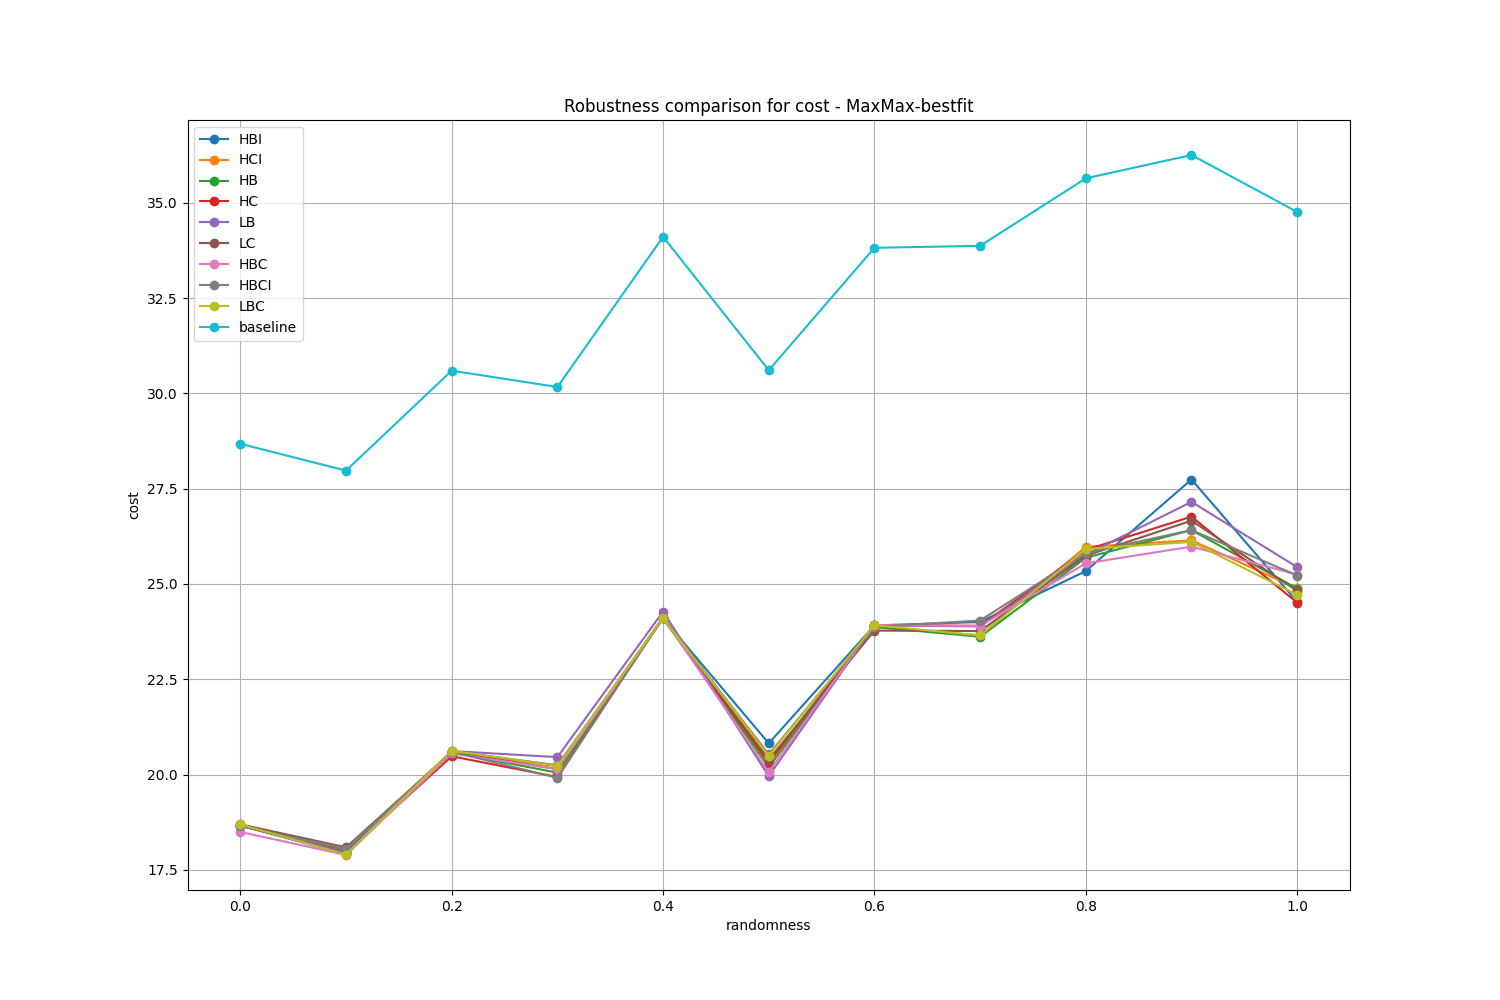 Robustness comparison for cost - MaxMax-bestfit
HBI
HCI
HB
HC
LB
LC
HBC
HBCI
LBC
baseline
35.0
32.5
30.0
27.5
25.0
22.5
20.0
17.5
cost
0.0 0.2 0.4 0.6 0.8 1.0
randomness